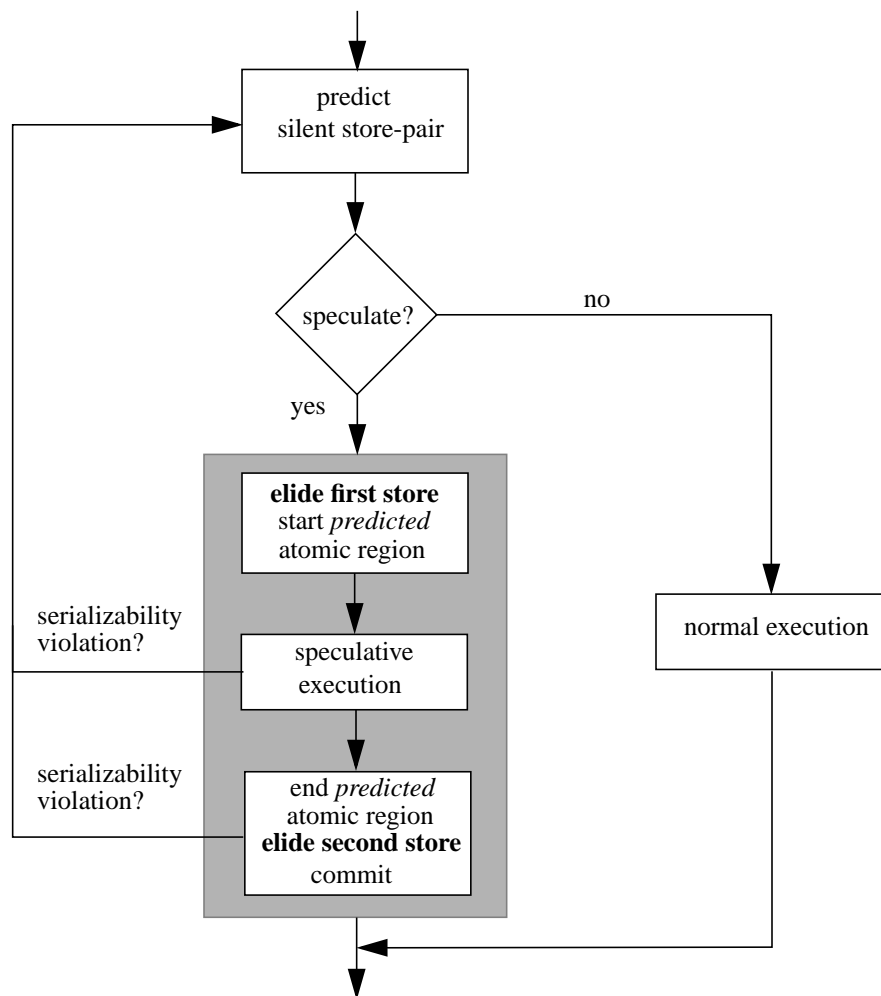 predict
silent store-pair
speculate?
no
yes
elide first store
start predicted
atomic region
serializability
violation?
speculative
execution
normal execution
serializability
violation?
end predicted
atomic region
elide second store
commit